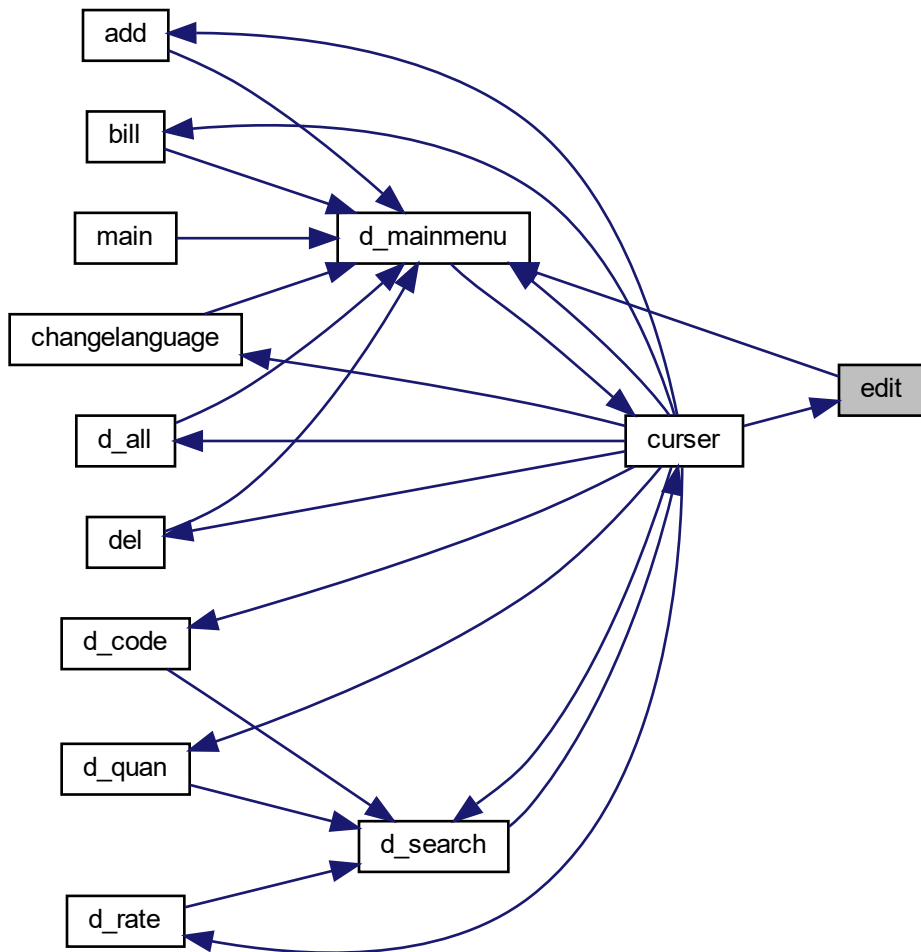 add
bill
main
d_mainmenu
changelanguage
edit
d_all
curser
del
d_code
d_quan
d_search
d_rate